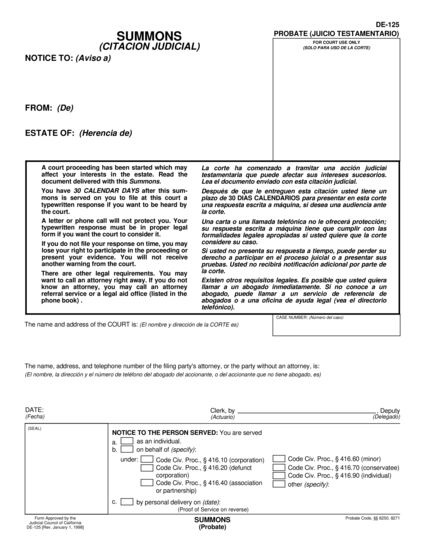 DE-125
SUMMONS
(CITACION JUDICIAL)
PROBATE (JUICIO TESTAMENTARIO)
FOR COURT USE ONLY
(SOLO PARA USO DE LA CORTE)
NOTICE TO: (Aviso a)
FROM: (De)
ESTATE OF: (Herencia de)
A court proceeding has been started which may
affect your interests in the estate. Read the
document delivered with this Summons.
You have 30 CALENDAR DAYS after this sum-
mons is served on you to file at this court a
typewritten response if you want to be heard by
the court.
A letter or phone call will not protect you. Your
typewritten response must be in proper legal
form if you want the court to consider it.
If you do not file your response on time, you may
lose your right to participate in the proceeding or
present your evidence. You will not receive
another warning from the court.
There are other legal requirements. You may
want to call an attorney right away. If you do not
know an attorney, you may call an attorney
referral service or a legal aid office (listed in the
phone book) .
La corte ha comenzado a tramitar una acción judicial
testamentaria que puede afectar sus intereses sucesorios.
Lea el documento enviado con esta citación judicial.
Después de que le entreguen esta citación usted tiene un
plazo de 30 DIAS CALENDARIOS para presentar en esta corte
una respuesta escrita a máquina, si desea una audiencia ante
la corte.
Una carta o una llamada telefónica no le ofrecerá protección;
su respuesta escrita a máquina tiene que cumplir con las
formalidades legales apropiadas si usted quiere que la corte
considere su caso.
Si usted no presenta su respuesta a tiempo, puede perder su
derecho a participar en el proceso judicial o a presentar sus
pruebas. Usted no recibirá notificación adicional por parte de
la corte.
Existen otros requisitos legales. Es posible que usted quiera
llamar a un abogado inmediatamente. Si no conoce a un
abogado, puede llamar a un servicio de referencia de
abogados o a una oficina de ayuda legal (vea el directorio
telefónico).
CASE NUMBER: (Número del caso)
The name and address of the COURT is: (El nombre y dirección de la CORTE es)
The name, address, and telephone number of the filing party's attorney, or the party without an attorney, is:
(El nombre, la dirección y el número de teléfono del abogado del accionante, o del accionante que no tiene abogado, es)
DATE:
(Fecha)
Clerk, by
(Actuario)
Deputy
(Delegado)
(SEAL)
NOTICE TO THE PERSON SERVED: You are served
a. as an individual.
b. on behalf of (specify):
under: Code Civ. Proc., § 416.10 (corporation)
Code Civ. Proc., § 416.20 (defunct
corporation)
Code Civ. Proc., § 416.40 (association
or partnership)
Code Civ. Proc., § 416.60 (minor)
Code Civ. Proc., § 416.70 (conservatee)
Code Civ. Proc., § 416.90 (individual)
other (specify):
c. by personal delivery on (date):
(Proof of Service on reverse)
Form Approved by the
Judicial Council of California
DE-125 [Rev. January 1, 1998]
SUMMONS
(Probate)
Probate Code, §§ 8250, 8271